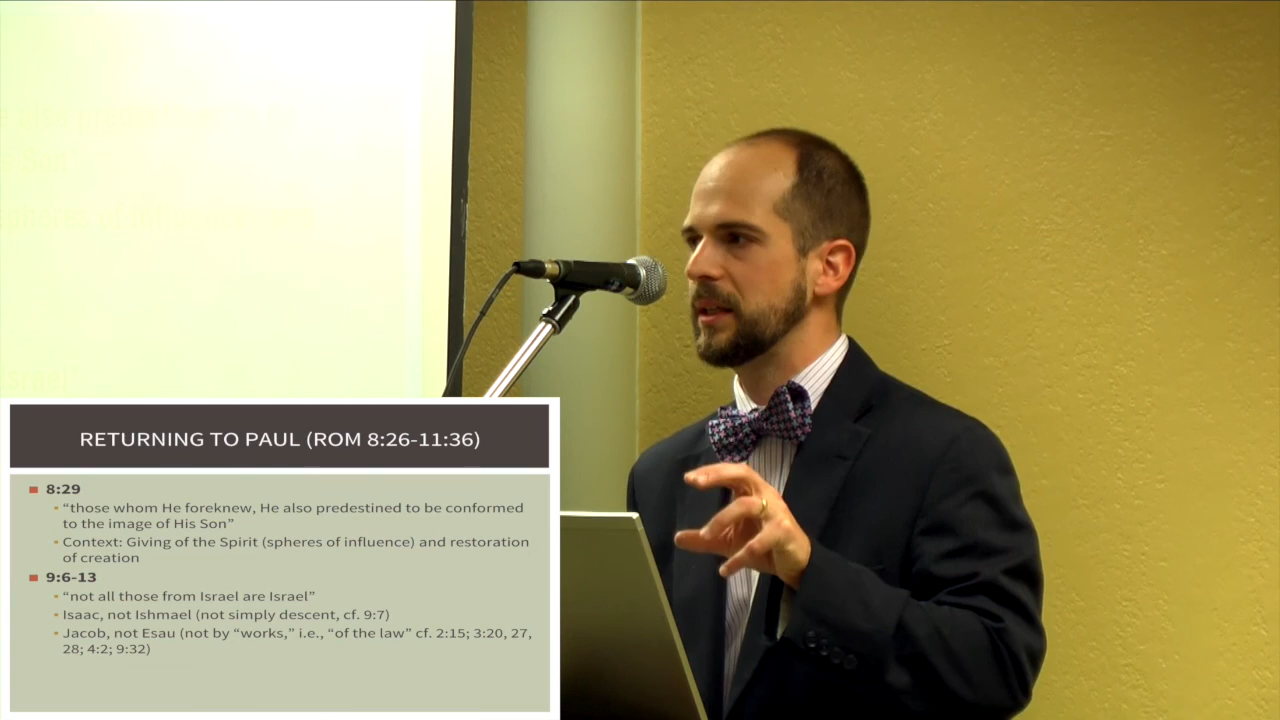 RETURNING TO PAUL (ROM 8:26-11:36)
8:29
“those whom He foreknew, He also predestined to be conformed
to the image of His Son”
Context: Giving of the Spirit (spheres of influence) and restoration
of creation
9:6-13
“not all those from Israel are Israel”
Isaac, not Ishmael (not simply descent, cf. 9:7)
Jacob, not Esau (not by “works,” i.e., “of the law” cf. 2:15; 3:20, 27,
28; 4:2; 9:32)